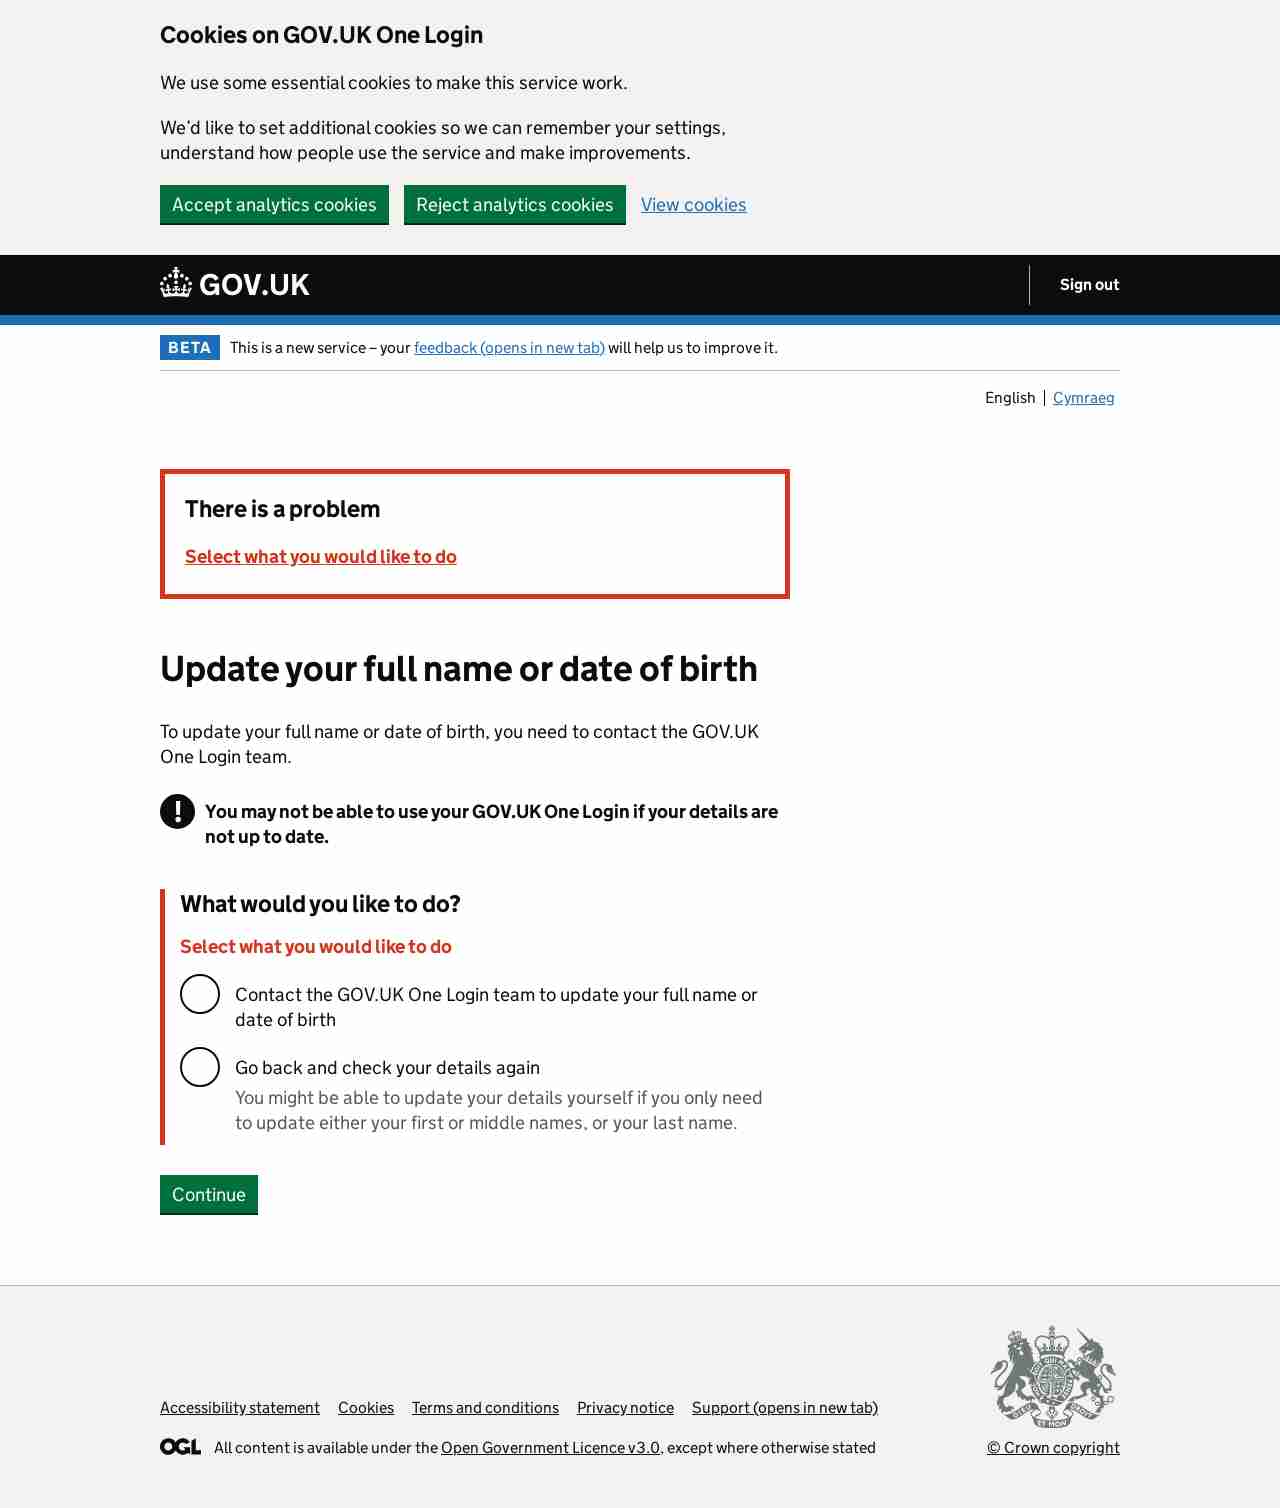 Cookies on GOV.UK One Login
We use some essential cookies to make this service work.
We’d like to set additional cookies so we can remember your settings,
understand how people use the service and make improvements.
Accept analytics cookies
Reject analytics cookies
View cookies
GOV.UK
Sign out
BETA
This is a new service – your feedback (opens in new tab) will help us to improve it.
English
Cymraeg
There is a problem
Select what you would like to do
Update your full name or date of birth
To update your full name or date of birth, you need to contact the GOV.UK
One Login team.
! You may not be able to use your GOV.UK One Login if your details are
not up to date.
What would you like to do?
Select what you would like to do
Contact the GOV.UK One Login team to update your full name or
date of birth
Go back and check your details again
You might be able to update your details yourself if you only need
to update either your first or middle names, or your last name.
Continue
Accessibility statement
Cookies
Terms and conditions
Privacy notice
Support (opens in new tab)
OGL
All content is available under the Open Government Licence v3.0, except where otherwise stated
© Crown copyright